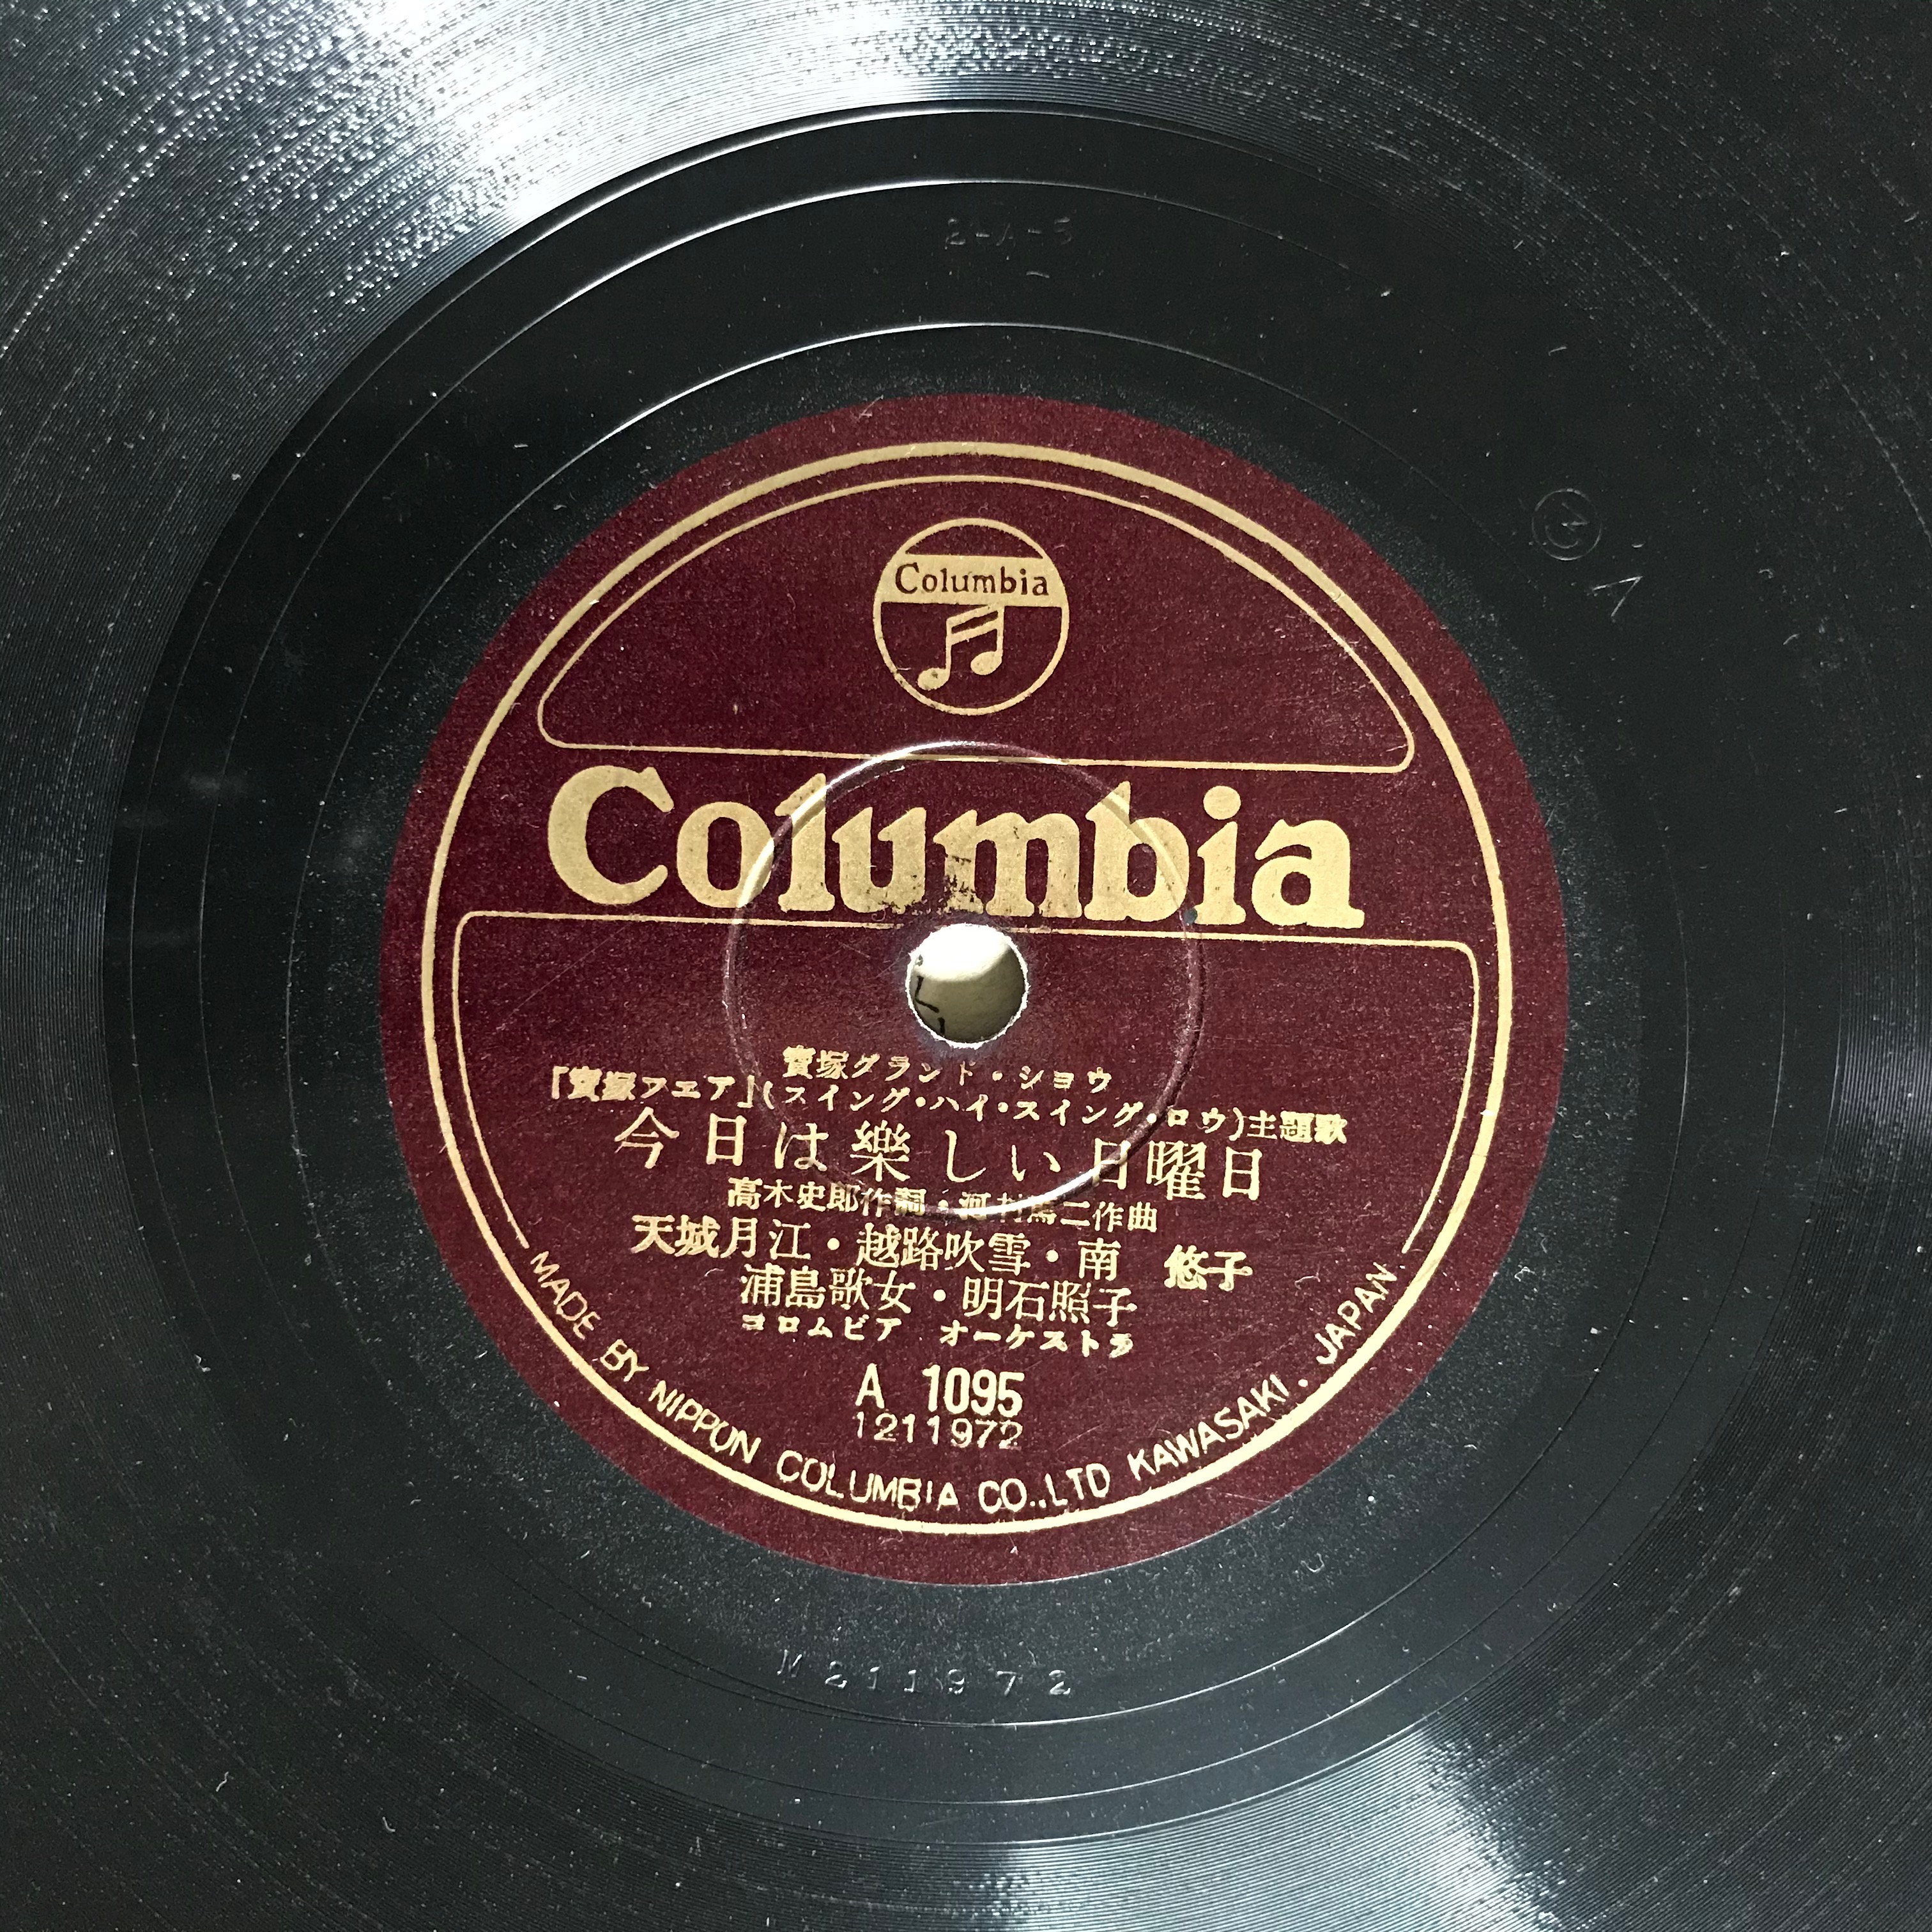 2-A-5
Columbia
Columbia
寶塚グランド・シヨウ
『寶塚フエア』(スイング・ハイ・スイング・ロウ)主題歌
今日は樂しい日曜日
高木史郎作詞・河村篤二作曲
天城月江・越路吹雪・南 悠子
浦島歌女・明石照子
コロムビア オーケストラ
A 1095
1211972
MADE BY NIPPON COLUMBIA CO.,LTD KAWASAKI. JAPAN
M211972